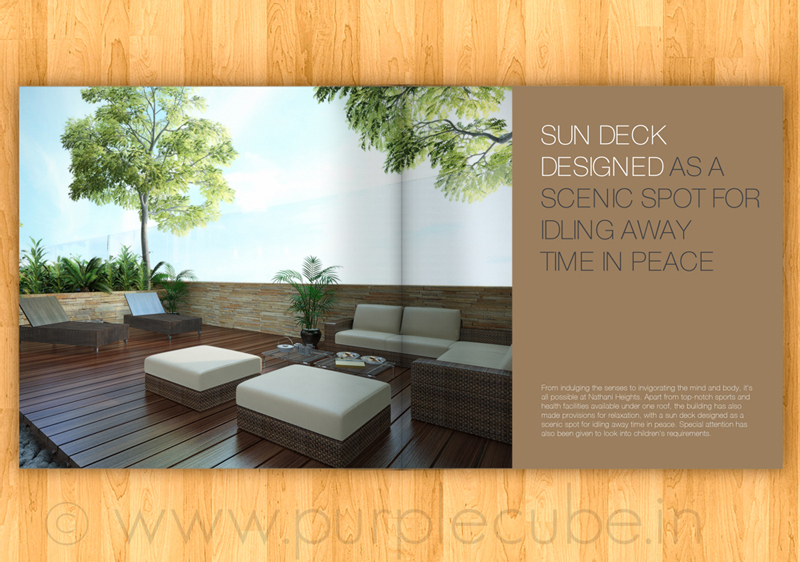 SUN DECK
DESIGNED AS A
SCENIC SPOT FOR
IDLING AWAY
TIME IN PEACE
From indulging the senses to invigorating the mind and body, it's
all possible at Nathani Heights. Apart from top-notch sports and
health facilities available under one roof, the building has also
made provisions for relaxation, with a sun deck designed as a
scenic spot for idling away time in peace. Special attention has
also been given to look into children's requirements.
© www.purplecube.in